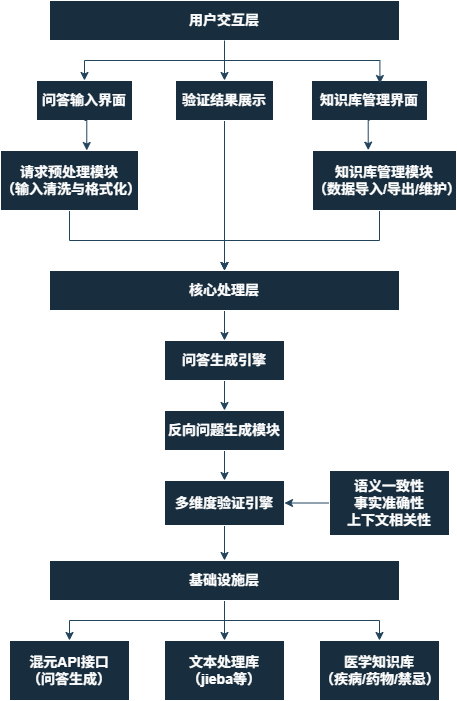 用户交互层
问答输入界面
验证结果展示
知识库管理界面
请求预处理模块
（输入清洗与格式化）
知识库管理模块
（数据导入/导出/维护）
核心处理层
问答生成引擎
反向问题生成模块
多维度验证引擎
语义一致性
事实准确性
上下文相关性
基础设施层
混元API接口
（问答生成）
文本处理库
（jieba等）
医学知识库
（疾病/药物/禁忌）